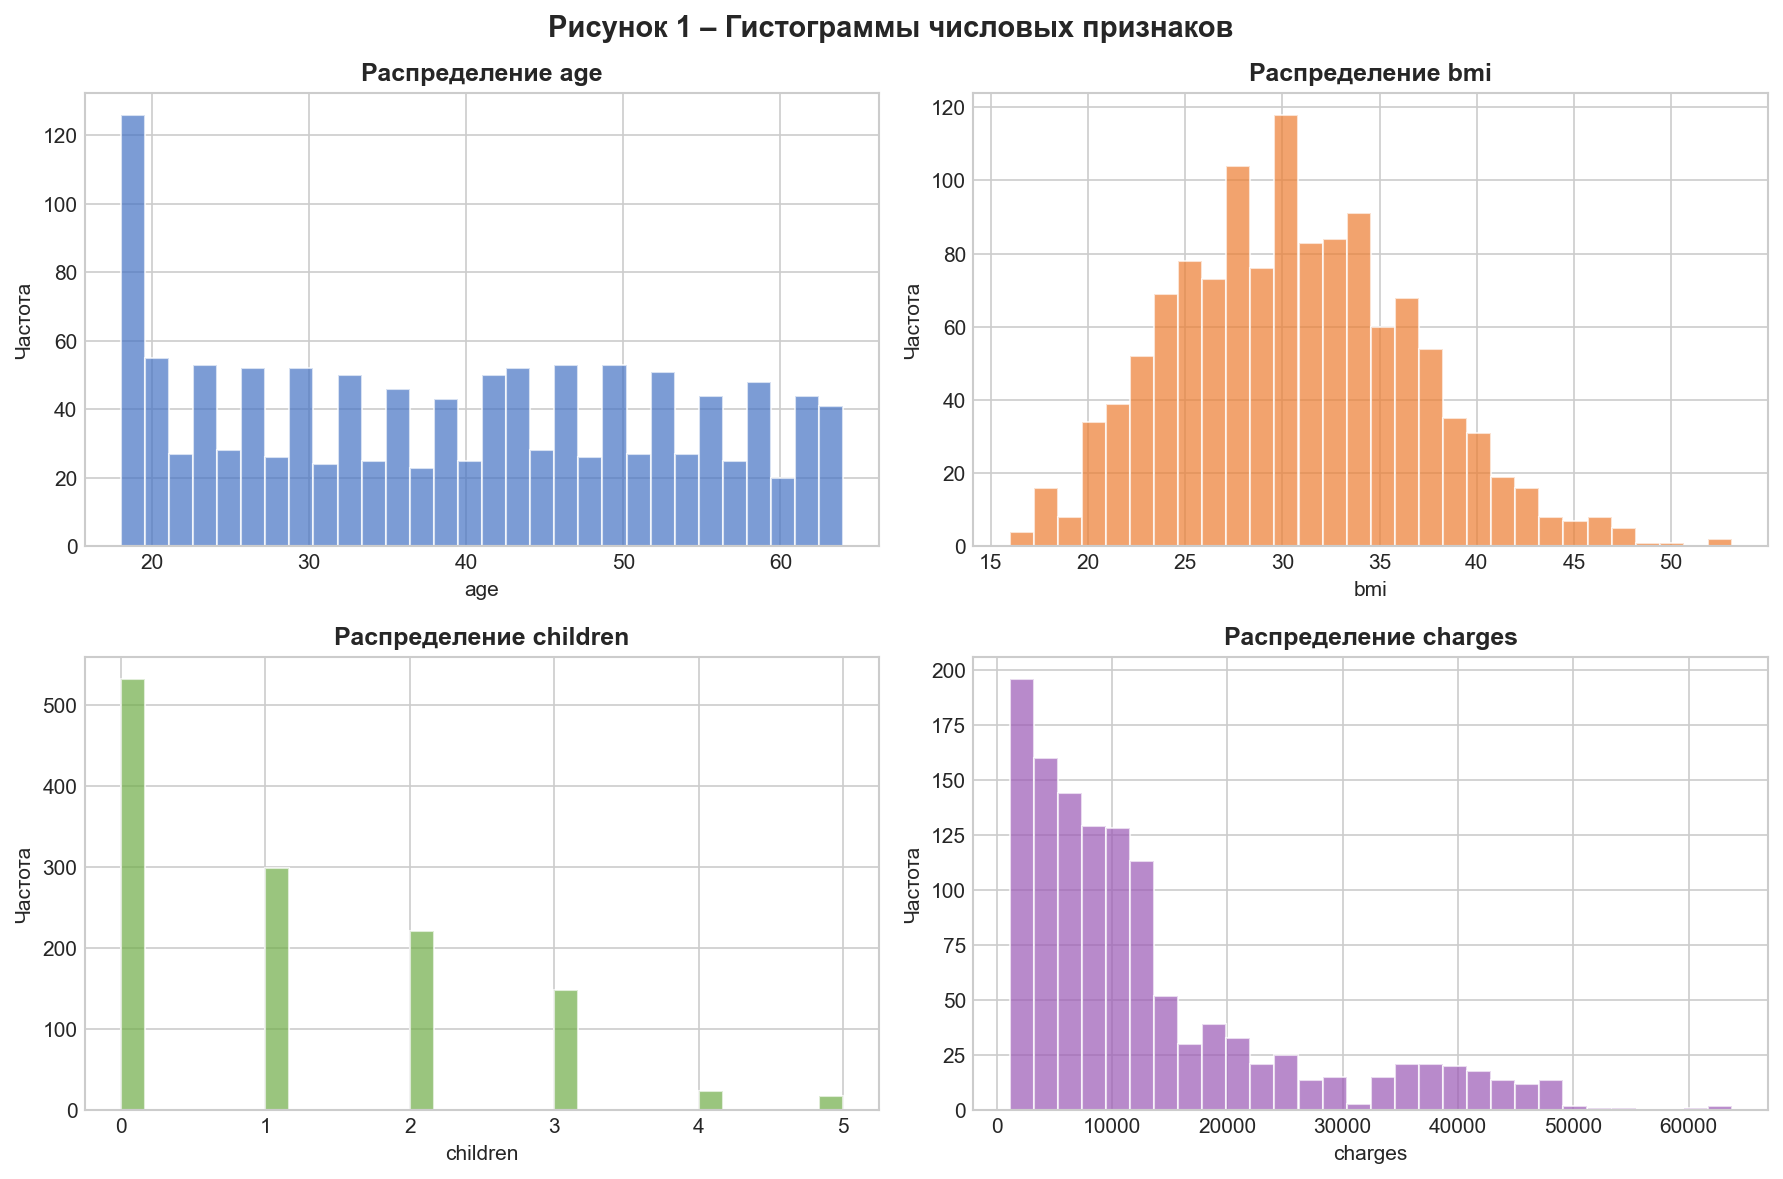 Рисунок 1 – Гистограммы числовых признаков
Распределение age
Частота
120
100
80
60
40
20
0
20 30 40 50 60
age
Распределение bmi
Частота
120
100
80
60
40
20
0
15 20 25 30 35 40 45 50
bmi
Распределение children
Частота
500
400
300
200
100
0
0 1 2 3 4 5
children
Распределение charges
Частота
200
175
150
125
100
75
50
25
0
0 10000 20000 30000 40000 50000 60000
charges